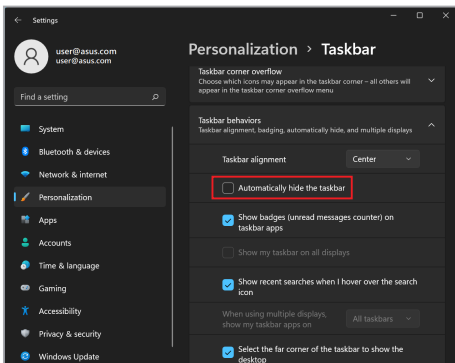 Settings
user@asus.com
user@asus.com
Find a setting
System
Bluetooth & devices
Network & internet
Personalization
Apps
Accounts
Time & language
Gaming
Accessibility
Privacy & security
Windows Update
Personalization > Taskbar
Taskbar corner overflow
Choose which icons may appear in the taskbar corner – all others will
appear in the taskbar corner overflow menu
Taskbar behaviors
Taskbar alignment, badging, automatically hide, and multiple displays
Taskbar alignment
Center
Automatically hide the taskbar
Show badges (unread messages counter) on
taskbar apps
Show my taskbar on all displays
Show recent searches when I hover over the search
icon
When using multiple displays,
show my taskbar apps on
All taskbars
Select the far corner of the taskbar to show the
desktop